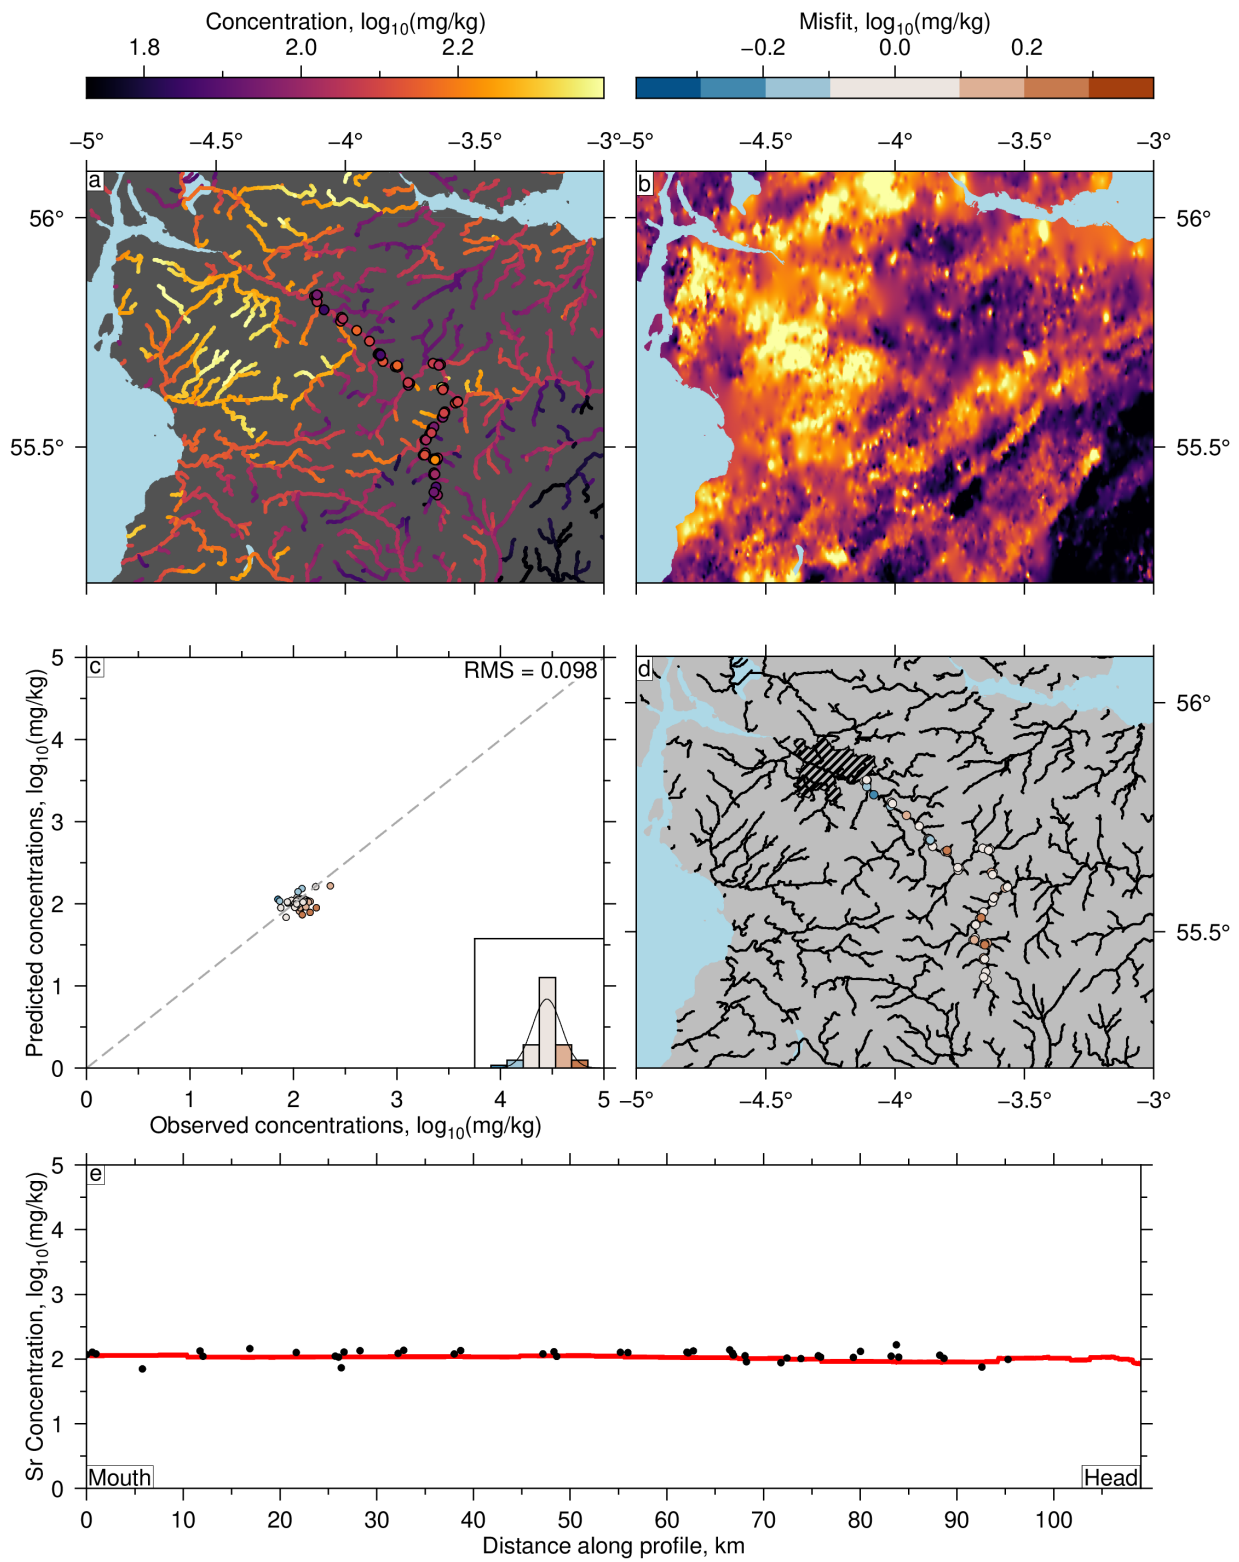 Concentration, log₁₀(mg/kg)
Misfit, log₁₀(mg/kg)
1.8 2.0 2.2
−0.2 0.0 0.2
−5° −4.5° −4° −3.5° −3°
−5° −4.5° −4° −3.5° −3°
a
b
56°
56°
55.5°
55.5°
c
RMS = 0.098
d
5
4
3
2
1
0
Predicted concentrations, log₁₀(mg/kg)
56°
55.5°
0 1 2 3 4 5
−5° −4.5° −4° −3.5° −3°
Observed concentrations, log₁₀(mg/kg)
e
5
4
3
2
1
0
Sr Concentration, log₁₀(mg/kg)
Mouth
Head
0 10 20 30 40 50 60 70 80 90 100
Distance along profile, km